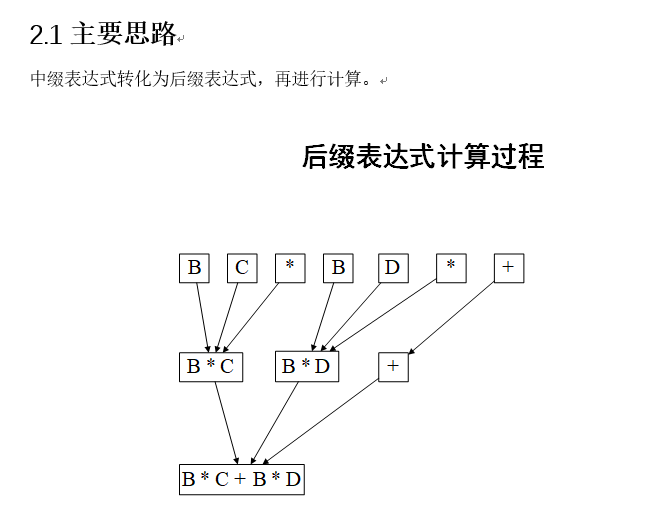 2.1 主要思路
中缀表达式转化为后缀表达式，再进行计算。
后缀表达式计算过程
B C * B D * +
B * C B * D +
B * C + B * D